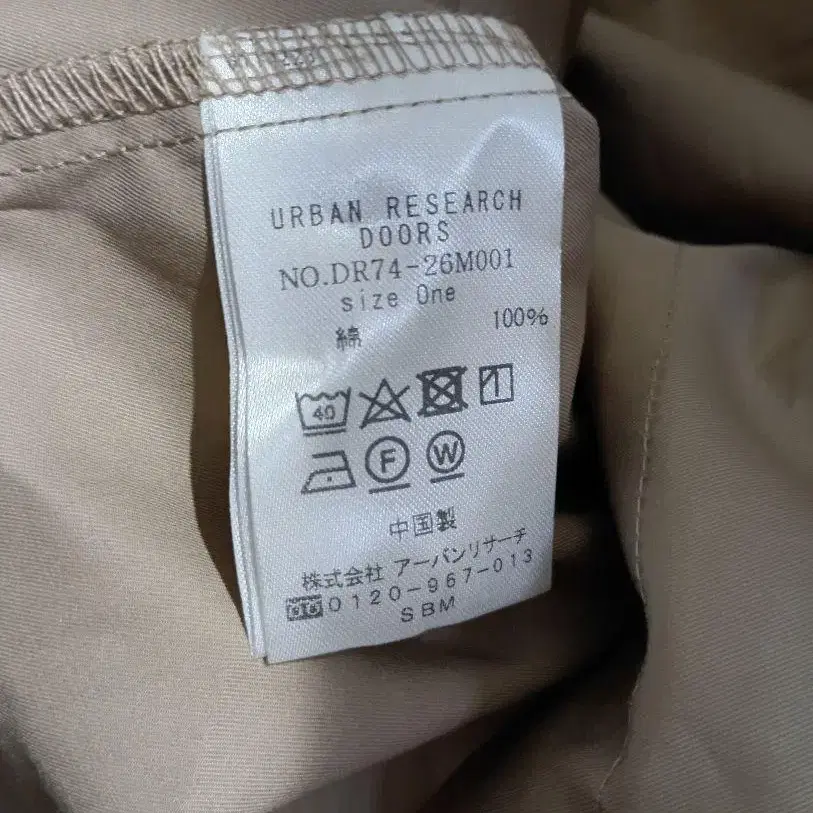 URBAN RESEARCH
DOORS
NO.DR74-26M001
size One
綿 100%
40
F W
中国製
株式会社 アーバンリサーチ
0120-967-013
SBM